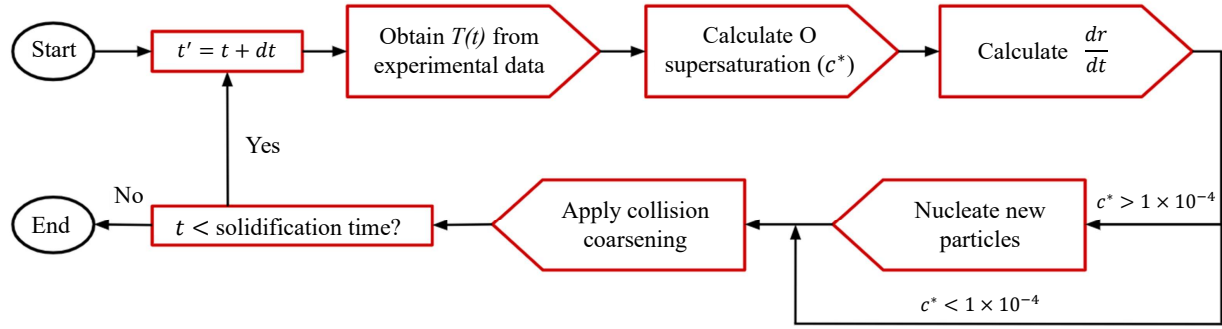 Start
t′ = t + dt
Obtain T(t) from
experimental data
Calculate O
supersaturation (c*)
Calculate dr/dt
Yes
No
End
t < solidification time?
Apply collision
coarsening
Nucleate new
particles
c* > 1 × 10⁻⁴
c* < 1 × 10⁻⁴